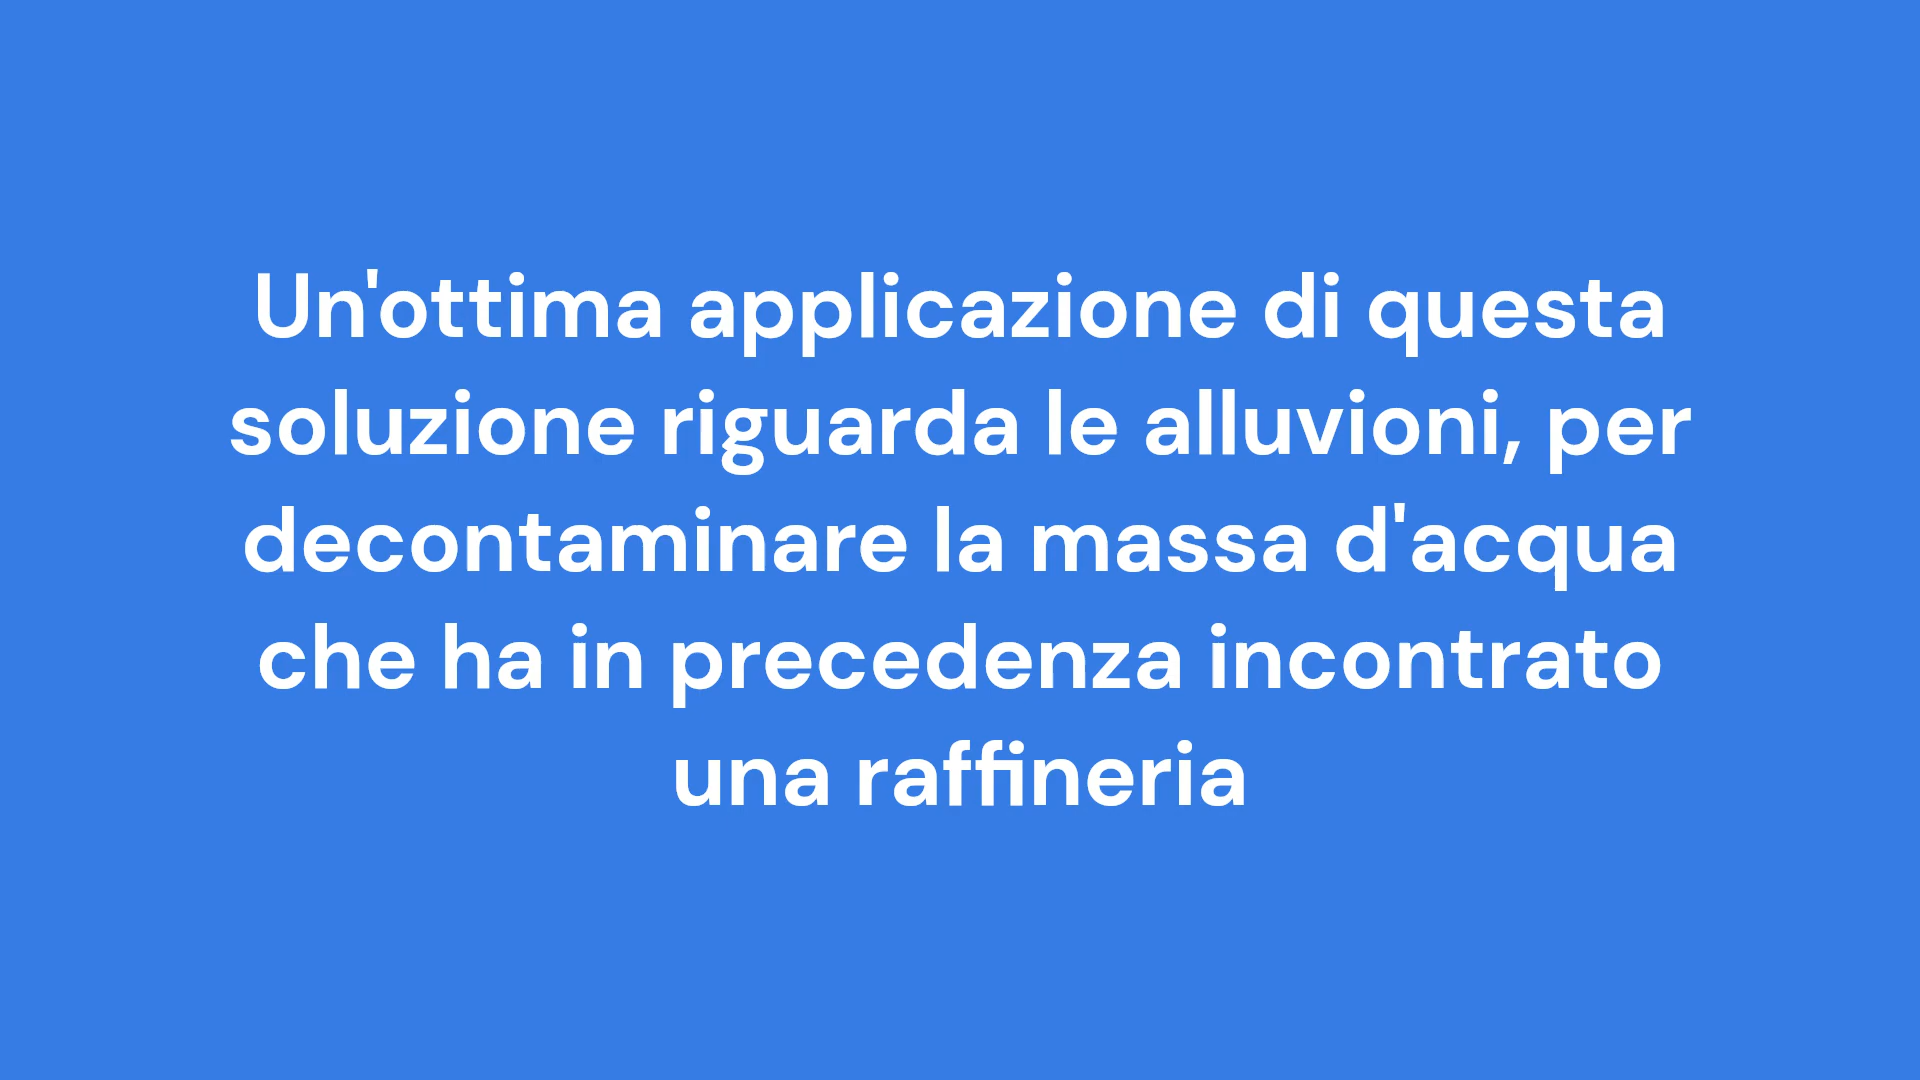 Un'ottima applicazione di questa
soluzione riguarda le alluvioni, per
decontaminare la massa d'acqua
che ha in precedenza incontrato
una raffineria